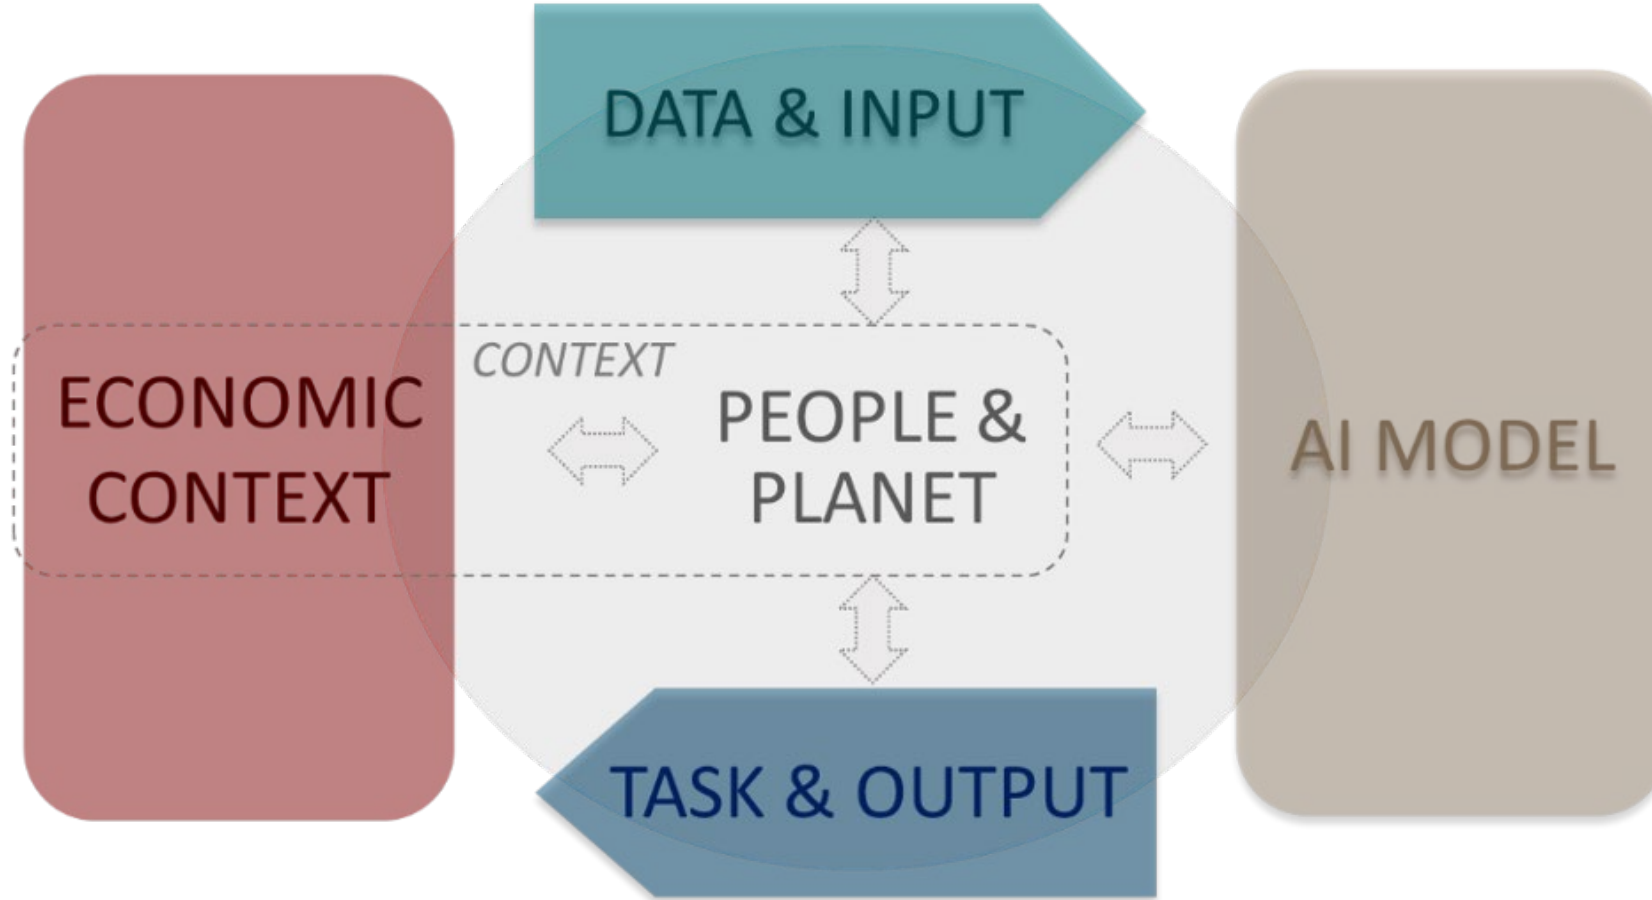 DATA & INPUT
CONTEXT
ECONOMIC
CONTEXT
PEOPLE &
PLANET
AI MODEL
TASK & OUTPUT